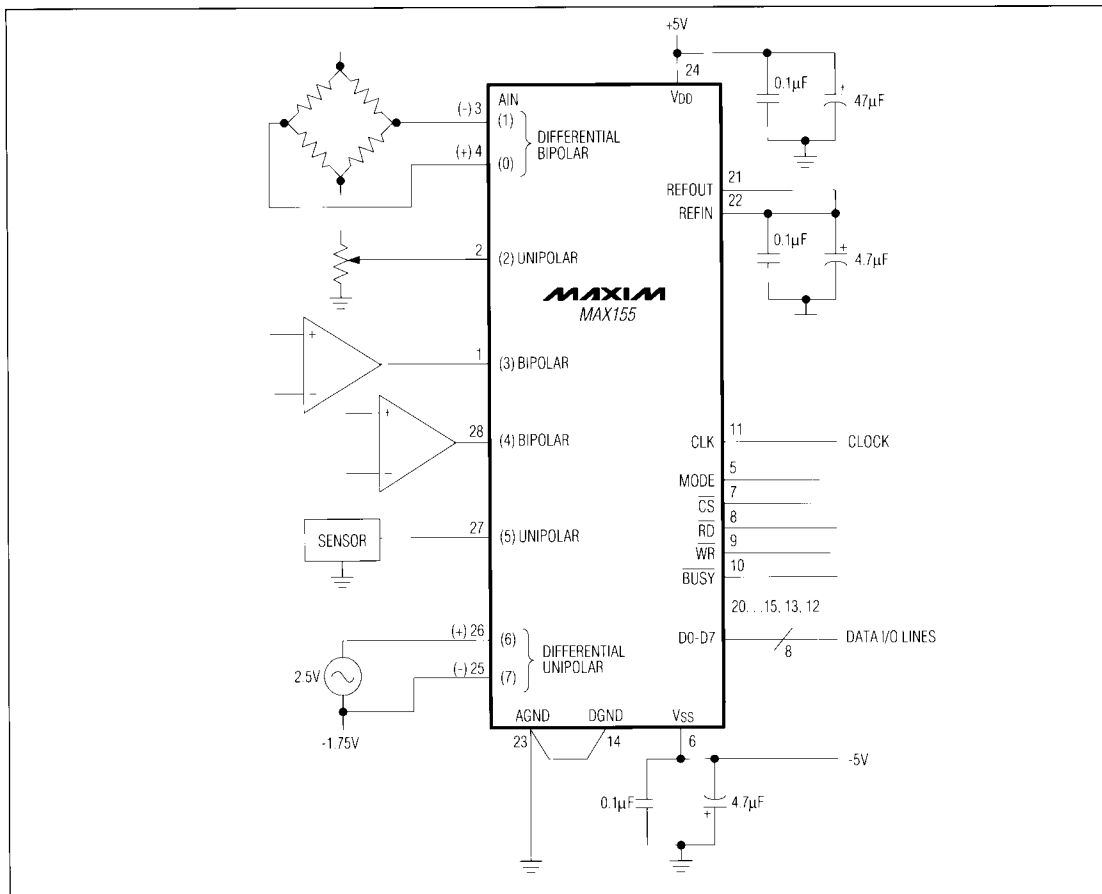 +5V
24
VDD
0.1µF
+
47µF
AIN
(-) 3
(1)
(+) 4
(0)
DIFFERENTIAL
BIPOLAR
21
REFOUT
22
REFIN
0.1µF
+
4.7µF
2
(2) UNIPOLAR
MAXIM
MAX155
+
−
1
(3) BIPOLAR
+
−
28
(4) BIPOLAR
11
CLK
CLOCK
5
MODE
7
CS
8
RD
9
WR
10
BUSY
SENSOR
27
(5) UNIPOLAR
20. . .15, 13, 12
D0-D7
8
DATA I/O LINES
(+) 26
(6)
2.5V
(-) 25
(7)
DIFFERENTIAL
UNIPOLAR
-1.75V
AGND
DGND
VSS
23
14
6
-5V
0.1µF
4.7µF
+